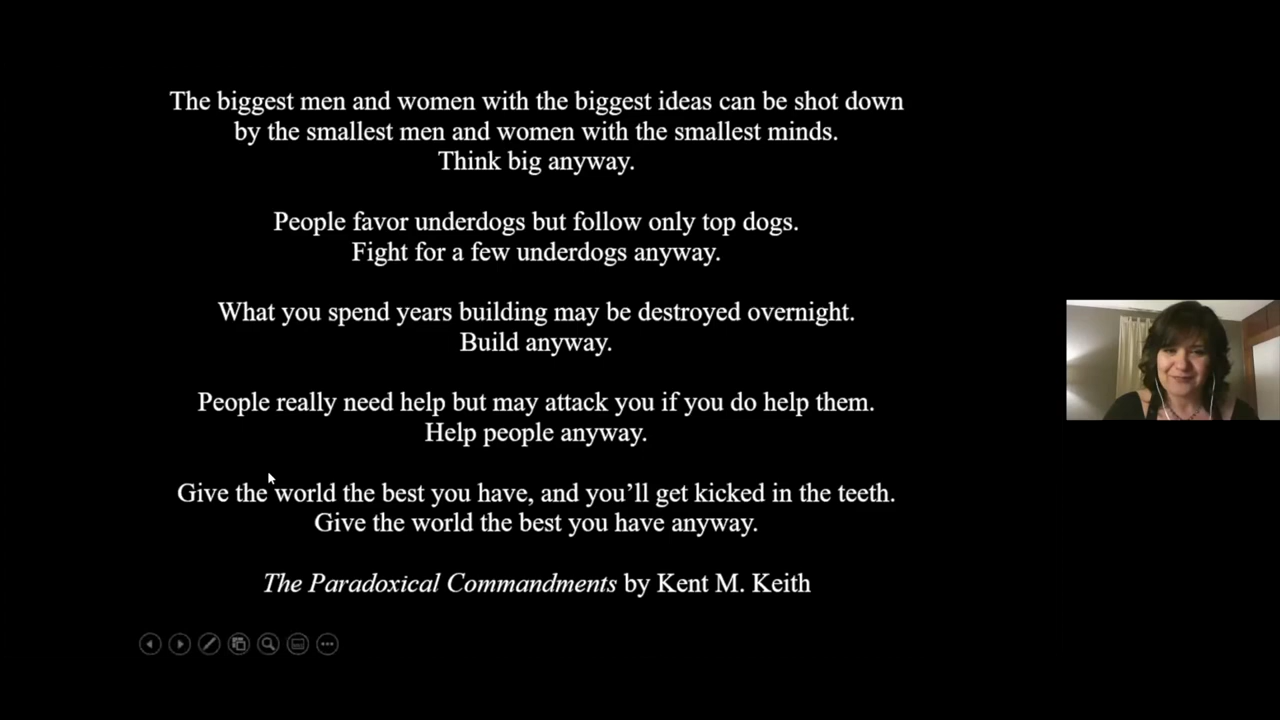 The biggest men and women with the biggest ideas can be shot down
by the smallest men and women with the smallest minds.
Think big anyway.
People favor underdogs but follow only top dogs.
Fight for a few underdogs anyway.
What you spend years building may be destroyed overnight.
Build anyway.
People really need help but may attack you if you do help them.
Help people anyway.
Give the world the best you have, and you’ll get kicked in the teeth.
Give the world the best you have anyway.
The Paradoxical Commandments by Kent M. Keith